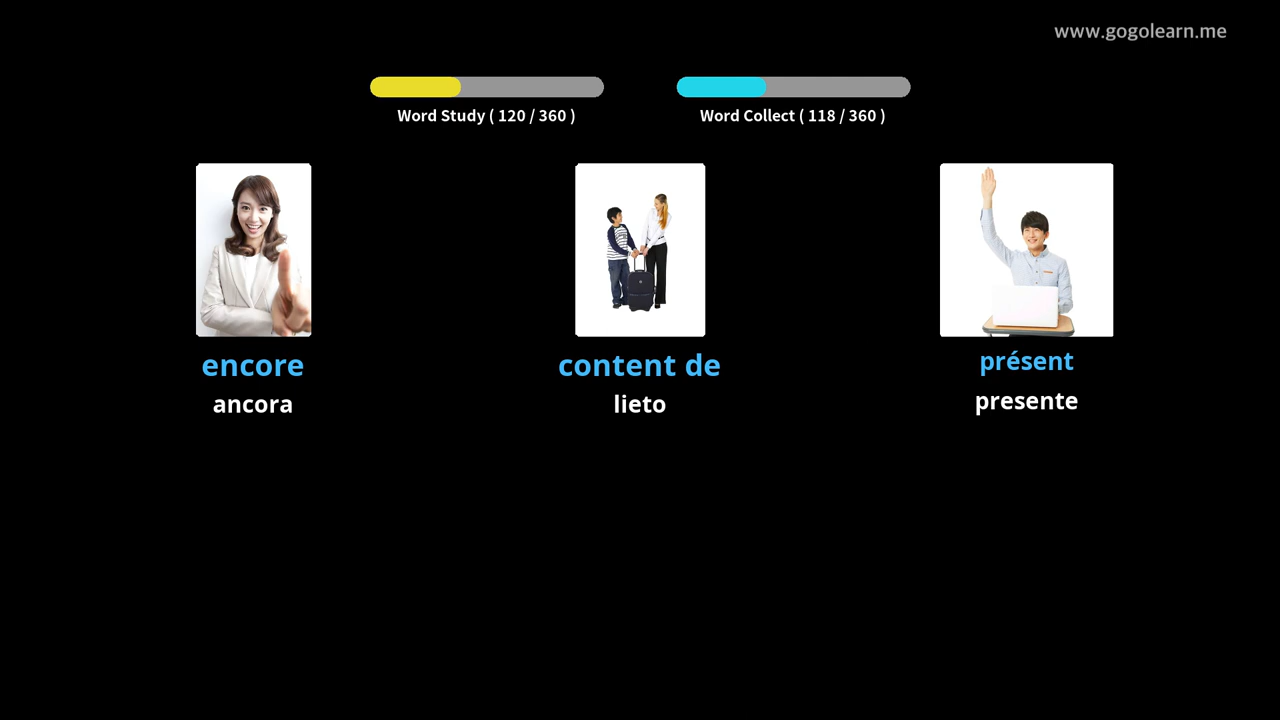 www.gogolearn.me
Word Study ( 120 / 360 )
Word Collect ( 118 / 360 )
encore
ancora
content de
lieto
présent
presente